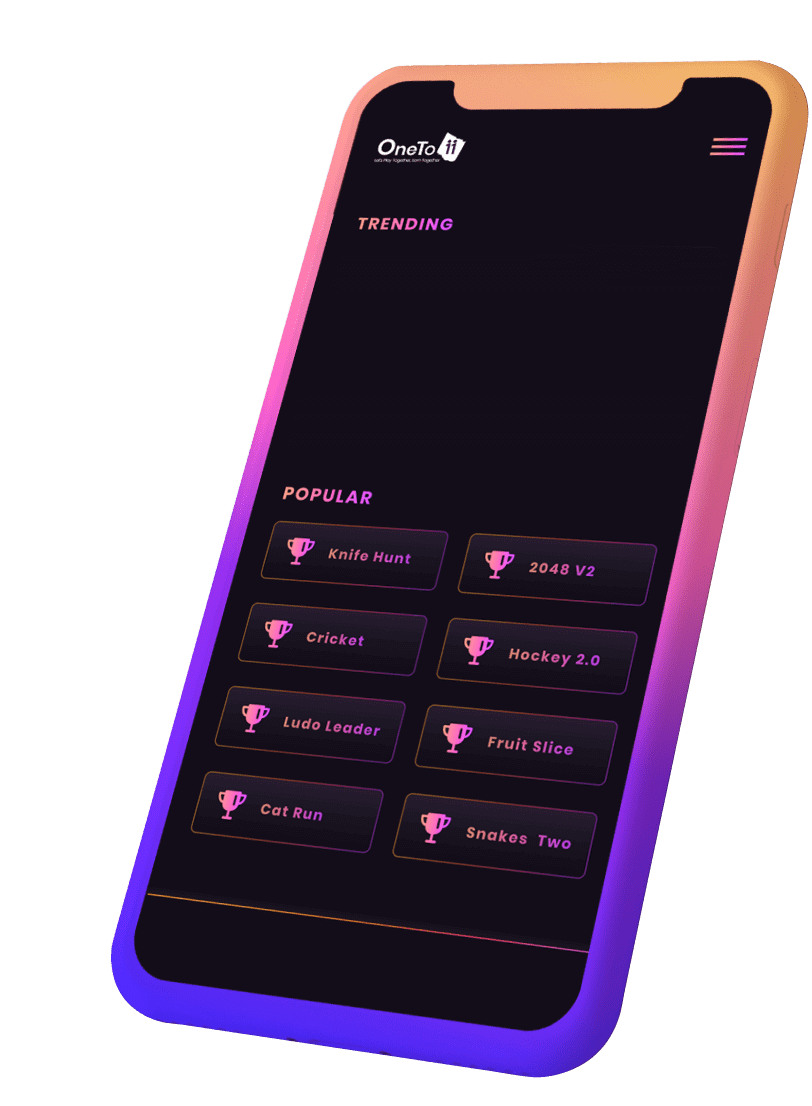 OneTo 11
Let's Play Together, Earn Together
TRENDING
POPULAR
Knife Hunt
2048 V2
Cricket
Hockey 2.0
Ludo Leader
Fruit Slice
Cat Run
Snakes Two